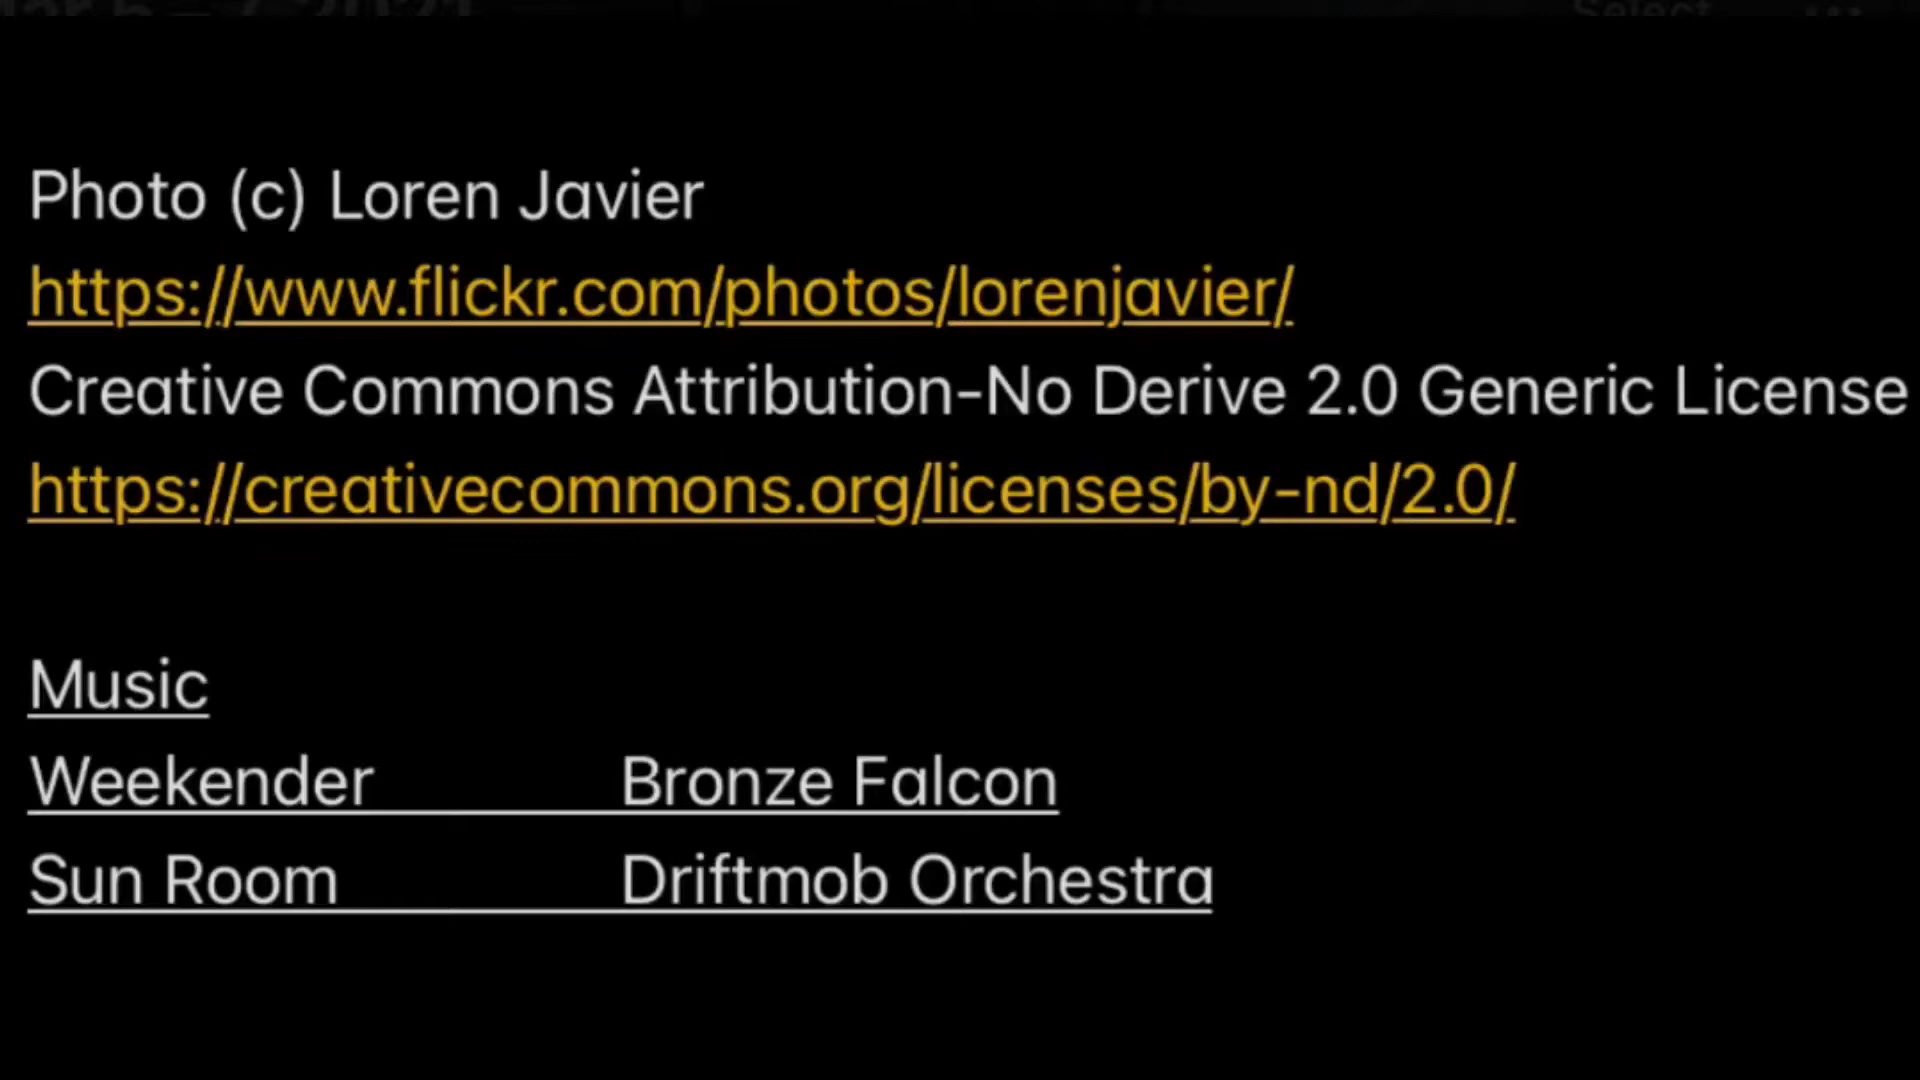 Photo (c) Loren Javier
https://www.flickr.com/photos/lorenjavier/
Creative Commons Attribution-No Derive 2.0 Generic License
https://creativecommons.org/licenses/by-nd/2.0/
Music
Weekender Bronze Falcon
Sun Room Driftmob Orchestra